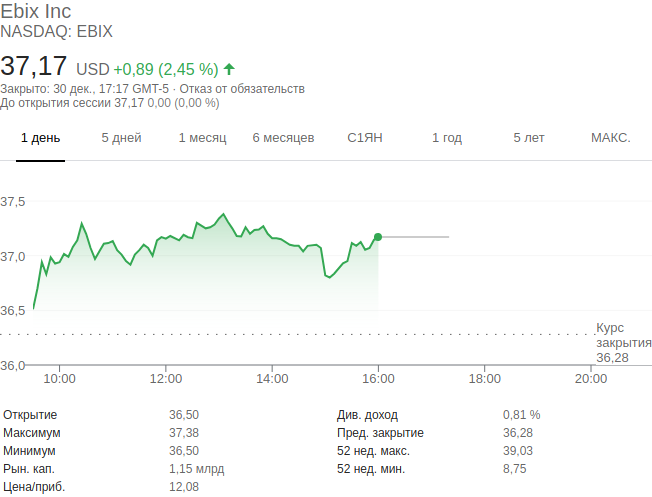 Ebix Inc
NASDAQ: EBIX
37,17 USD +0,89 (2,45 %)
Закрыто: 30 дек., 17:17 GMT-5 · Отказ от обязательств
До открытия сессии 37,17 0,00 (0,00 %)
1 день 5 дней 1 месяц 6 месяцев С1ЯН 1 год 5 лет МАКС.
37,5
37,0
36,5
Курс
закрытия
36,28
36,0
10:00 12:00 14:00 16:00 18:00 20:00
Открытие 36,50 Див. доход 0,81 %
Максимум 37,38 Пред. закрытие 36,28
Минимум 36,50 52 нед. макс. 39,03
Рын. кап. 1,15 млрд 52 нед. мин. 8,75
Цена/приб. 12,08